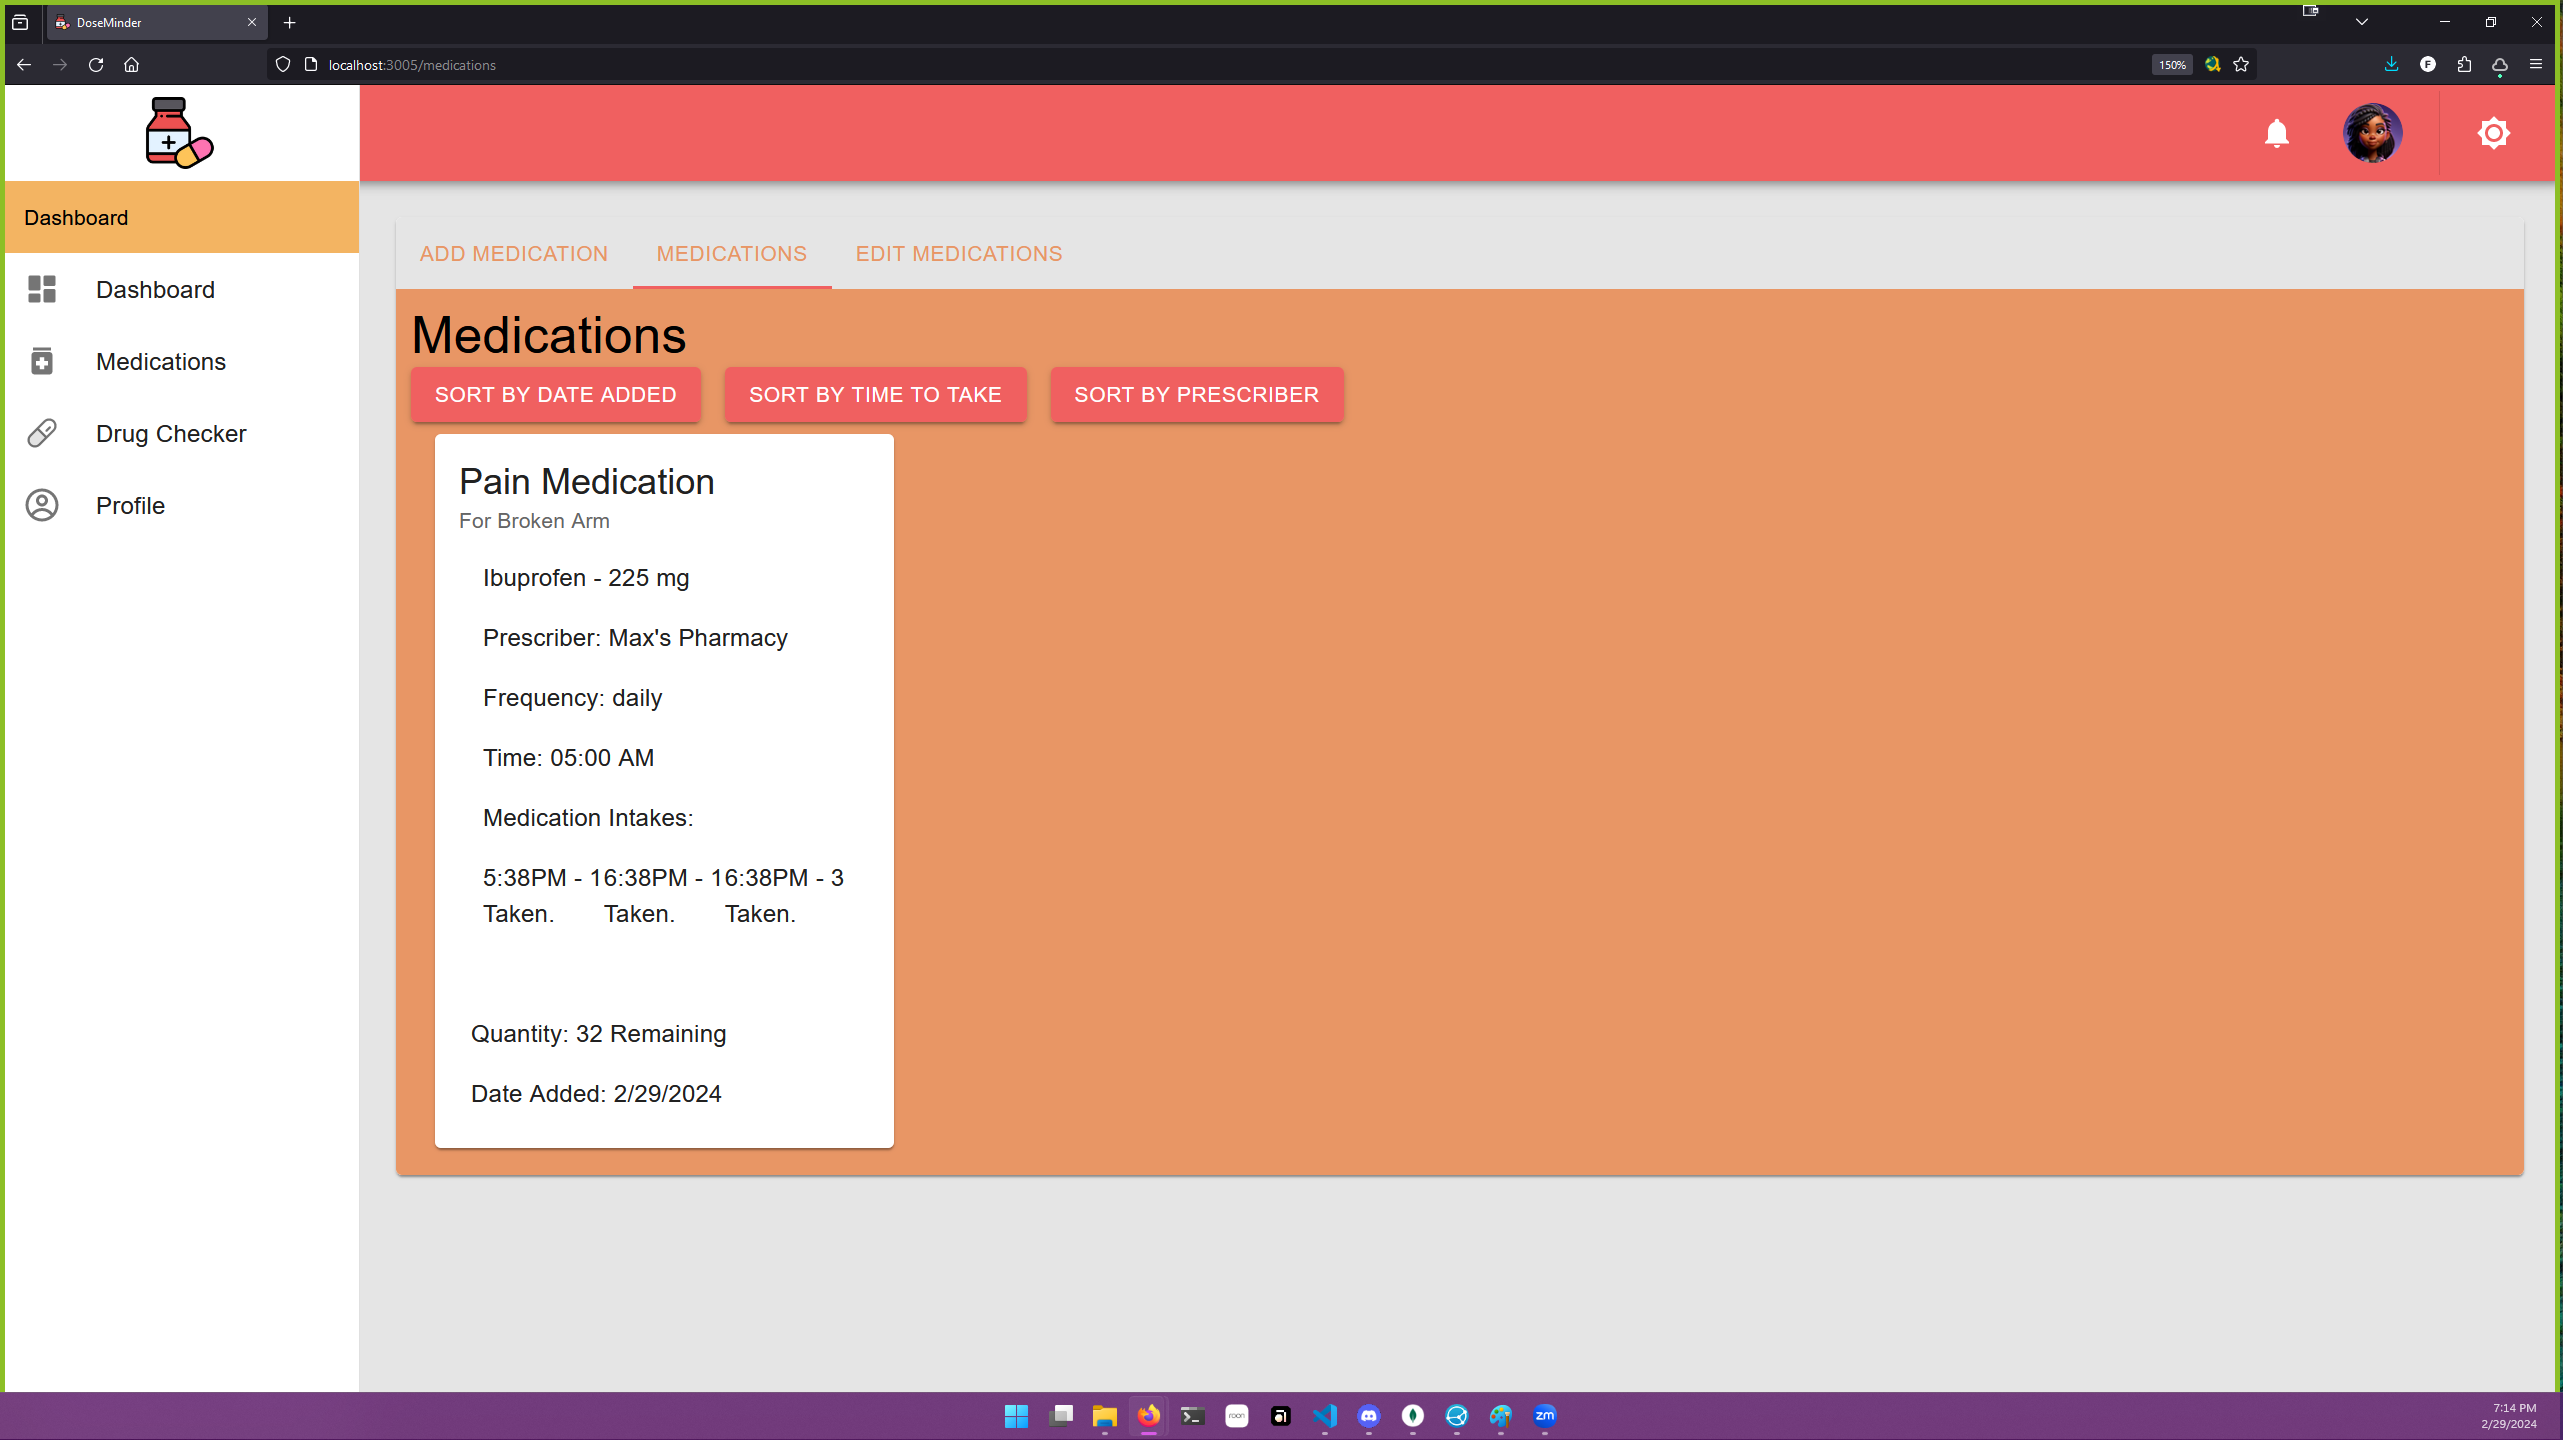 DoseMinder
localhost:3005/medications
150%
F
Dashboard
Dashboard
Medications
Drug Checker
Profile
ADD MEDICATION MEDICATIONS EDIT MEDICATIONS
Medications
SORT BY DATE ADDED SORT BY TIME TO TAKE SORT BY PRESCRIBER
Pain Medication
For Broken Arm
Ibuprofen - 225 mg
Prescriber: Max's Pharmacy
Frequency: daily
Time: 05:00 AM
Medication Intakes:
5:38PM - 16:38PM - 16:38PM - 3
Taken. Taken. Taken.
Quantity: 32 Remaining
Date Added: 2/29/2024
roon
zm
7:14 PM
2/29/2024